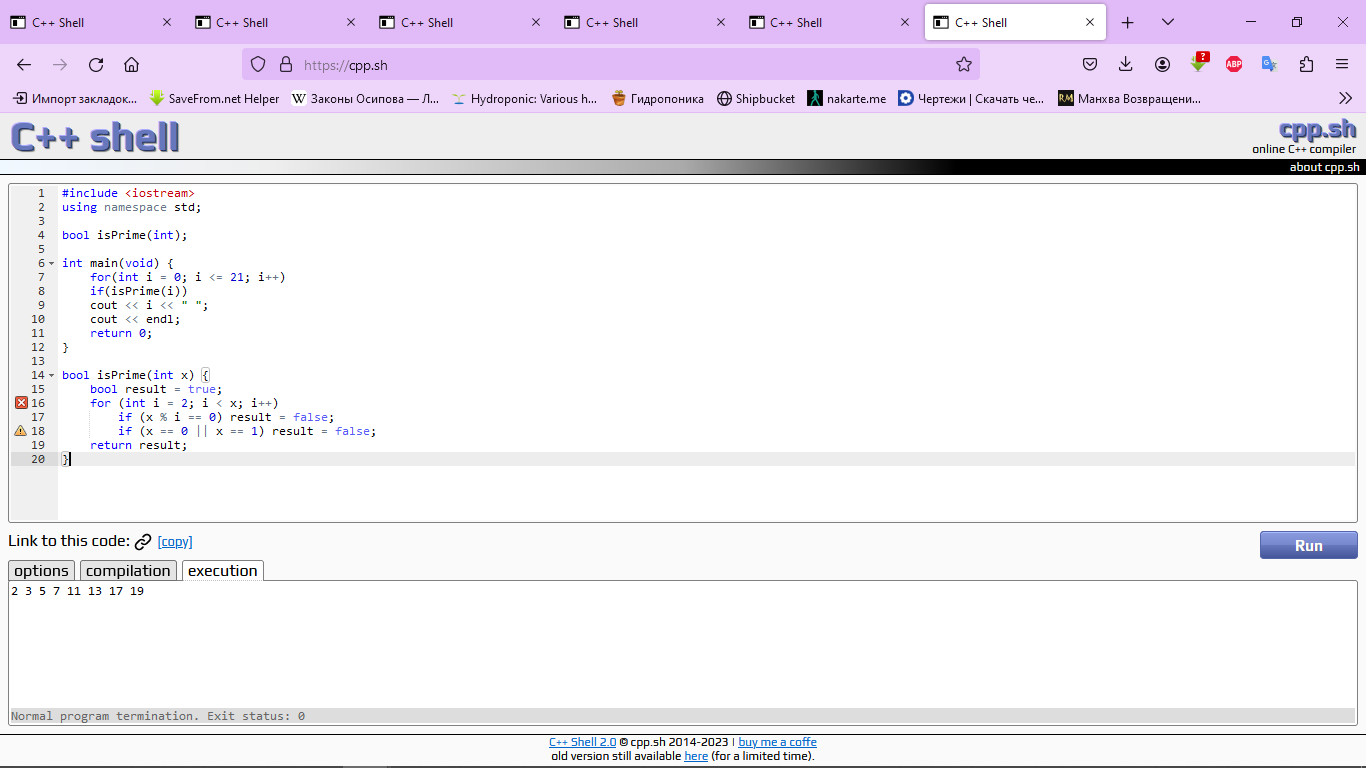 C++ Shell C++ Shell C++ Shell C++ Shell C++ Shell C++ Shell
https://cpp.sh
Импорт закладок... SaveFrom.net Helper Законы Осипова — Л... Hydroponic: Various h... Гидропоника Shipbucket nakarte.me Чертежи | Скачать че... Манхва Возвращени...
C++ shell
cpp.sh
online C++ compiler
about cpp.sh
1 #include <iostream>
2 using namespace std;
3
4 bool isPrime(int);
5
6 int main(void) {
7 for(int i = 0; i <= 21; i++)
8 if(isPrime(i))
9 cout << i << " ";
10 cout << endl;
11 return 0;
12 }
13
14 bool isPrime(int x) {
15 bool result = true;
16 for (int i = 2; i < x; i++)
17 if (x % i == 0) result = false;
18 if (x == 0 || x == 1) result = false;
19 return result;
20 }
Link to this code: [copy]
Run
options compilation execution
2 3 5 7 11 13 17 19
Normal program termination. Exit status: 0
C++ Shell 2.0 © cpp.sh 2014-2023 | buy me a coffe
old version still available here (for a limited time).